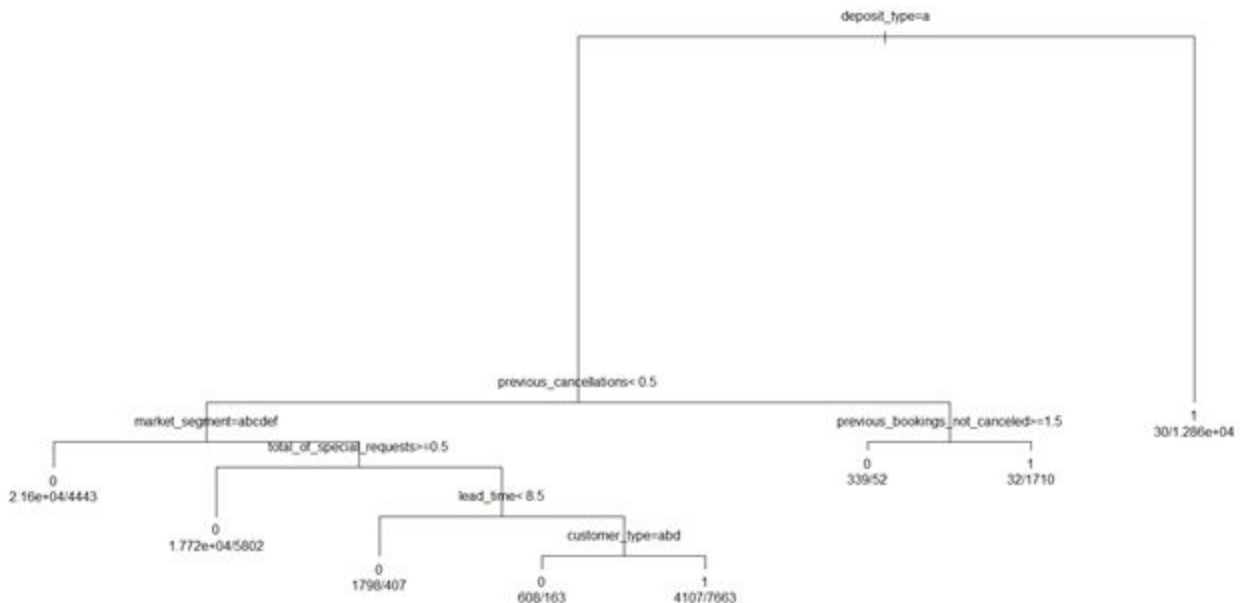 deposit_type=a
previous_cancellations< 0.5
market_segment=abcdef
previous_bookings_not_canceled>=1.5
total_of_special_requests>=0.5
1
30/1.286e+04
0
339/52
1
32/1710
0
2.16e+04/4443
lead_time< 8.5
0
1.772e+04/5802
customer_type=abd
0
1798/407
0
608/163
1
4107/7663